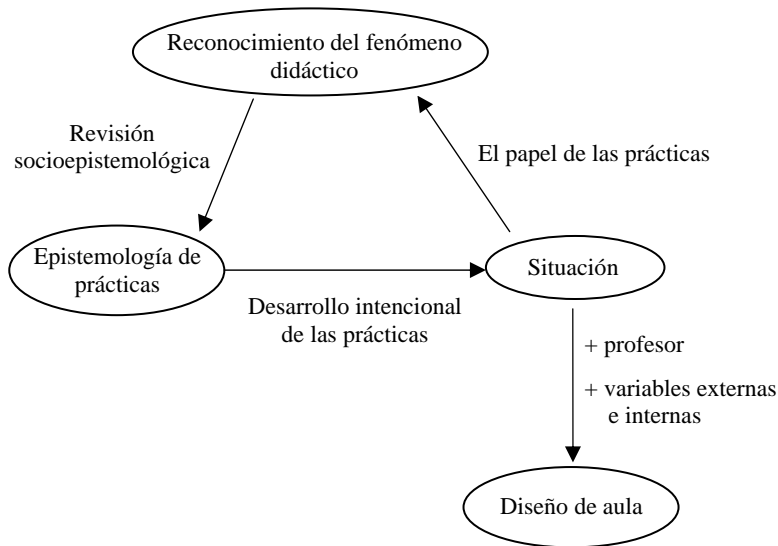 Reconocimiento del fenómeno
didáctico
Revisión
socioepistemológica
El papel de las prácticas
Epistemología de
prácticas
Situación
Desarrollo intencional
de las prácticas
+ profesor
+ variables externas
e internas
Diseño de aula